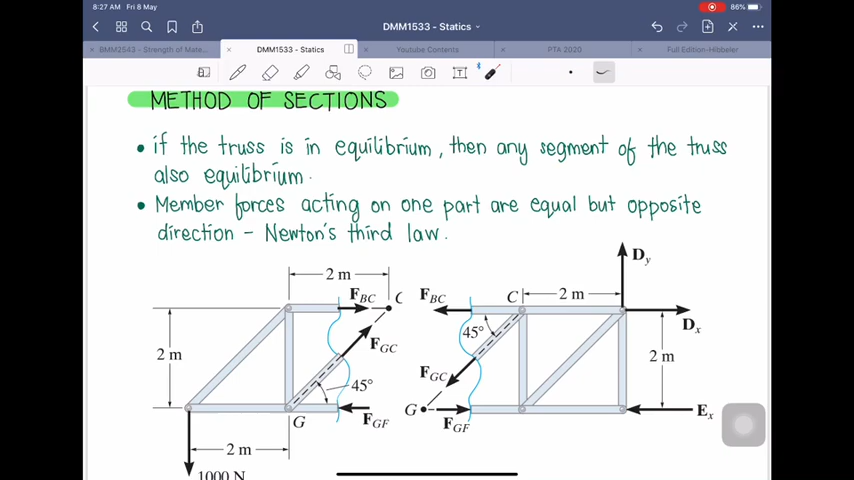 8:27 AM Fri 8 May
86%
DMM1533 - Statics
BMM2543 - Strength of Mate...
DMM1533 - Statics
Youtube Contents
PTA 2020
Full Edition-Hibbeler
METHOD OF SECTIONS
• if the truss is in equilibrium, then any segment of the truss
also equilibrium.
• Member forces acting on one part are equal but opposite
direction - Newton's third law.
2 m
F_BC
C
2 m
F_GC
45°
G
F_GF
2 m
1000 N
F_BC
C
2 m
D_y
D_x
45°
2 m
F_GC
G
F_GF
E_x